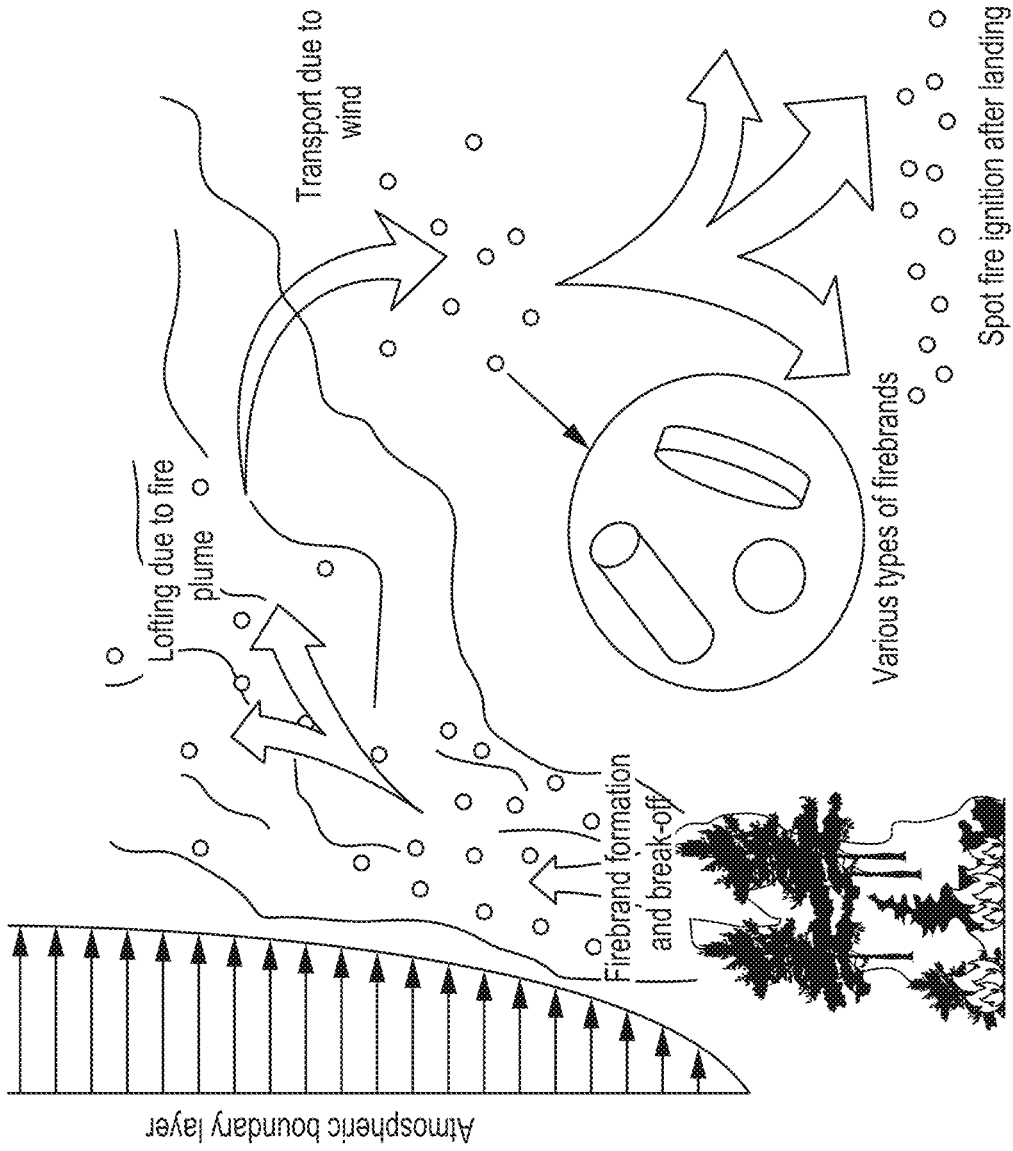 Atmospheric boundary layer
Lofting due to fire
plume
Transport due to
wind
Firebrand formation
and break-off
Various types of firebrands
Spot fire ignition after landing